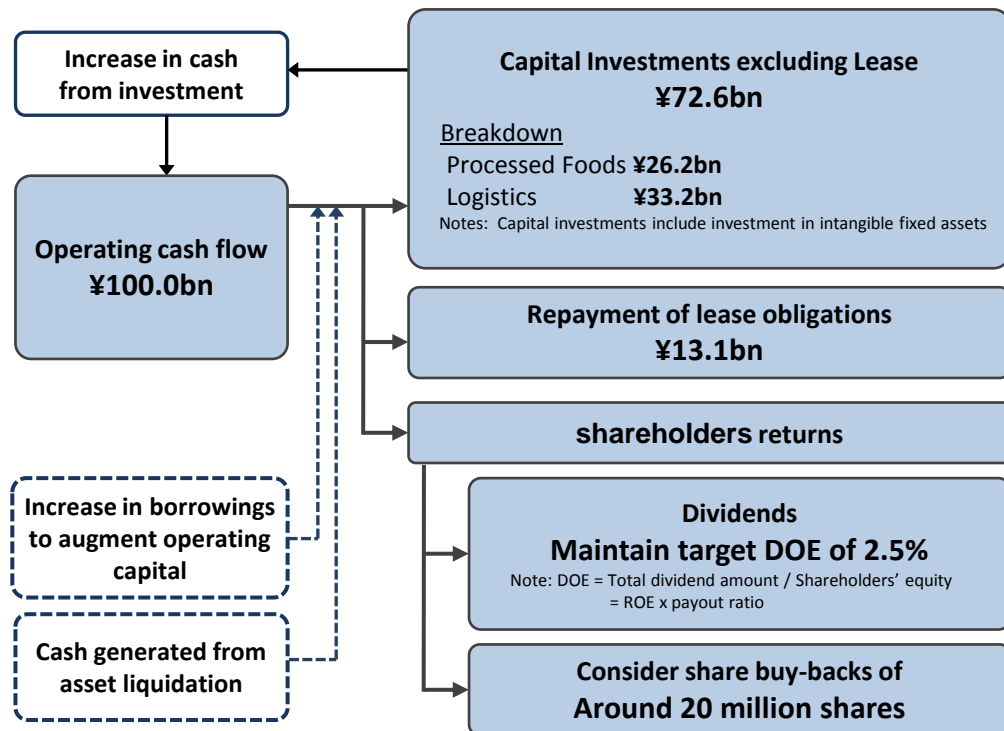 Increase in cash
from investment
Operating cash flow
¥100.0bn
Increase in borrowings
to augment operating
capital
Cash generated from
asset liquidation
Capital Investments excluding Lease
¥72.6bn
Breakdown
Processed Foods ¥26.2bn
Logistics ¥33.2bn
Notes: Capital investments include investment in intangible fixed assets
Repayment of lease obligations
¥13.1bn
shareholders returns
Dividends
Maintain target DOE of 2.5%
Note: DOE = Total dividend amount / Shareholders' equity
= ROE x payout ratio
Consider share buy-backs of
Around 20 million shares